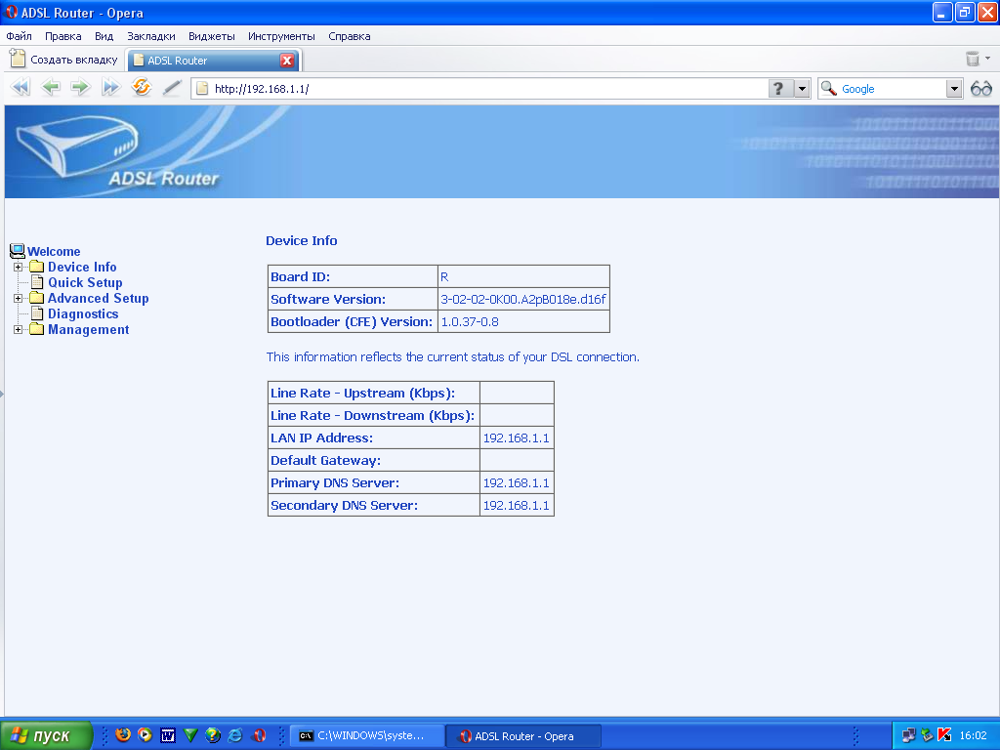 ADSL Router - Opera
Файл Правка Вид Закладки Виджеты Инструменты Справка
Создать вкладку ADSL Router
http://192.168.1.1/ ? Google
ADSL Router
Welcome
Device Info
Quick Setup
Advanced Setup
Diagnostics
Management
Device Info
Board ID: R
Software Version: 3-02-02-0K00.A2pB018e.d16f
Bootloader (CFE) Version: 1.0.37-0.8
This information reflects the current status of your DSL connection.
Line Rate - Upstream (Kbps):
Line Rate - Downstream (Kbps):
LAN IP Address: 192.168.1.1
Default Gateway:
Primary DNS Server: 192.168.1.1
Secondary DNS Server: 192.168.1.1
пуск C:\WINDOWS\syste... ADSL Router - Opera 16:02